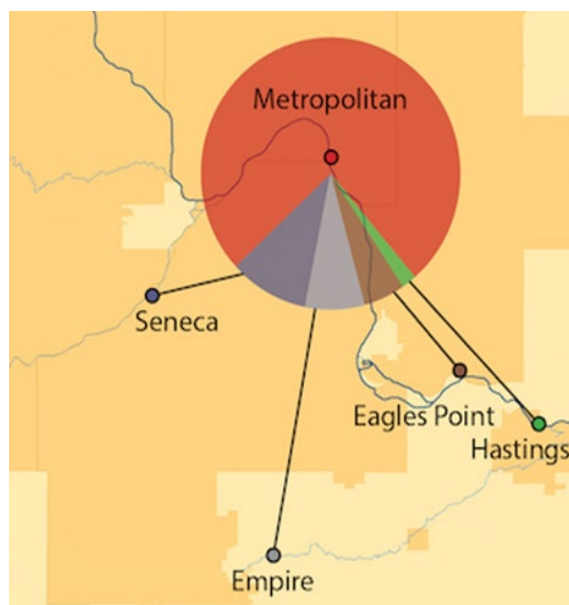 Metropolitan
Seneca
Eagles Point
Hastings
Empire